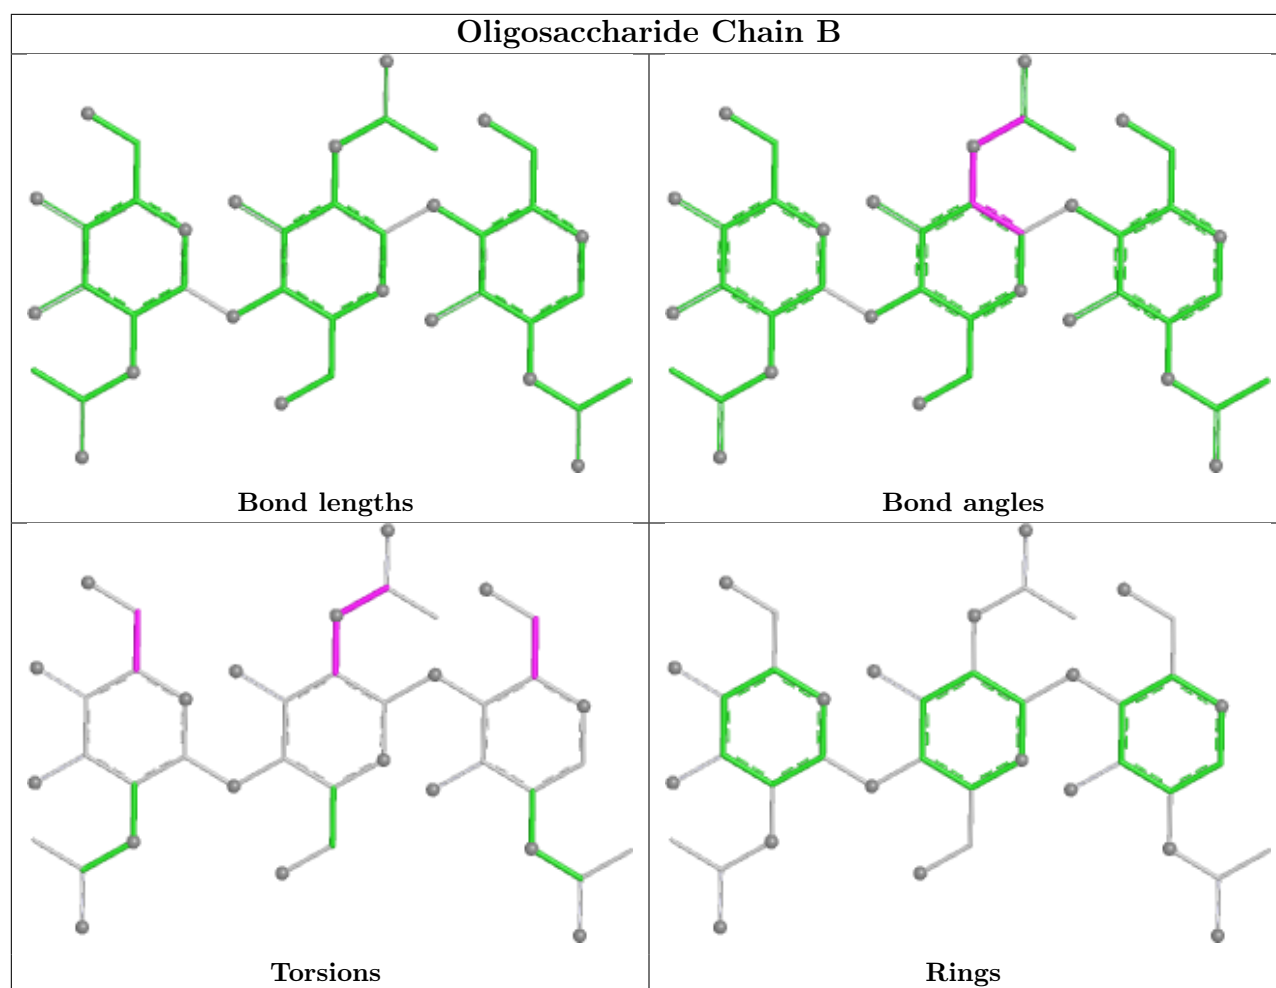 Oligosaccharide Chain B
Bond lengths
Bond angles
Torsions
Rings